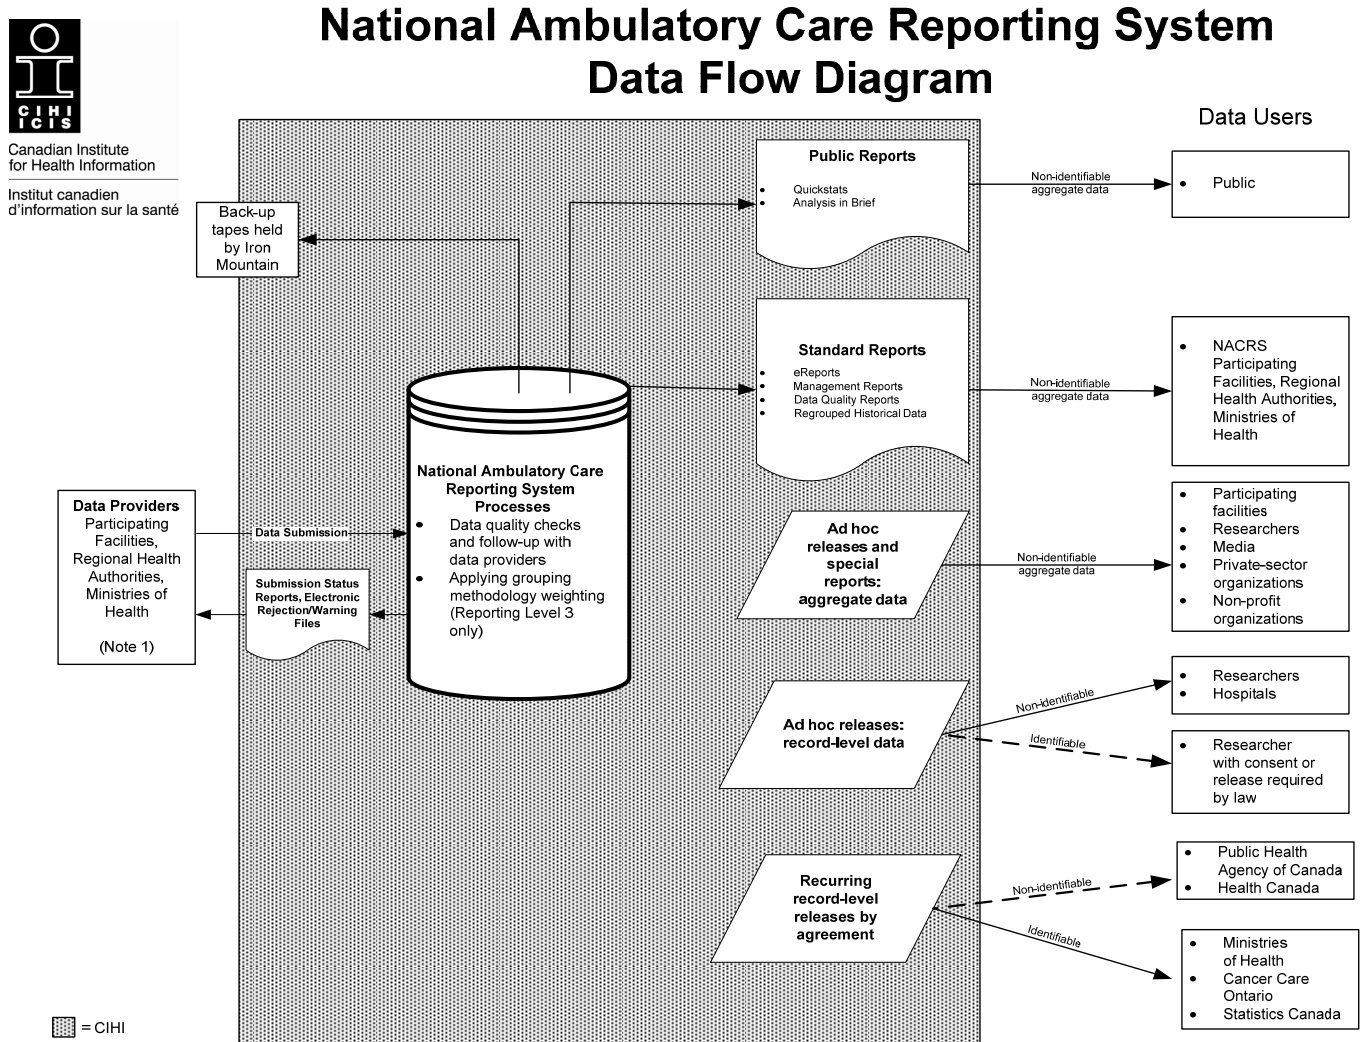 National Ambulatory Care Reporting System
Data Flow Diagram
CIHI
ICIS
Canadian Institute
for Health Information
Institut canadien
d'information sur la santé
Data Users
Back-up
tapes held
by Iron
Mountain
Public Reports
• Quickstats
• Analysis in Brief
Non-identifiable
aggregate data
• Public
Standard Reports
• eReports
• Management Reports
• Data Quality Reports
• Regrouped Historical Data
Non-identifiable
aggregate data
• NACRS
Participating
Facilities, Regional
Health Authorities,
Ministries of
Health
Data Providers
Participating
Facilities,
Regional Health
Authorities,
Ministries of
Health
(Note 1)
Data Submission
Submission Status
Reports, Electronic
Rejection/Warning
Files
National Ambulatory Care
Reporting System
Processes
• Data quality checks
and follow-up with
data providers
• Applying grouping
methodology weighting
(Reporting Level 3
only)
Ad hoc
releases and
special
reports:
aggregate data
Non-identifiable
aggregate data
• Participating
facilities
• Researchers
• Media
• Private-sector
organizations
• Non-profit
organizations
Ad hoc releases:
record-level data
Non-identifiable
• Researchers
• Hospitals
Identifiable
• Researcher
with consent or
release required
by law
Recurring
record-level
releases by
agreement
Non-identifiable
• Public Health
Agency of Canada
• Health Canada
Identifiable
• Ministries
of Health
• Cancer Care
Ontario
• Statistics Canada
= CIHI